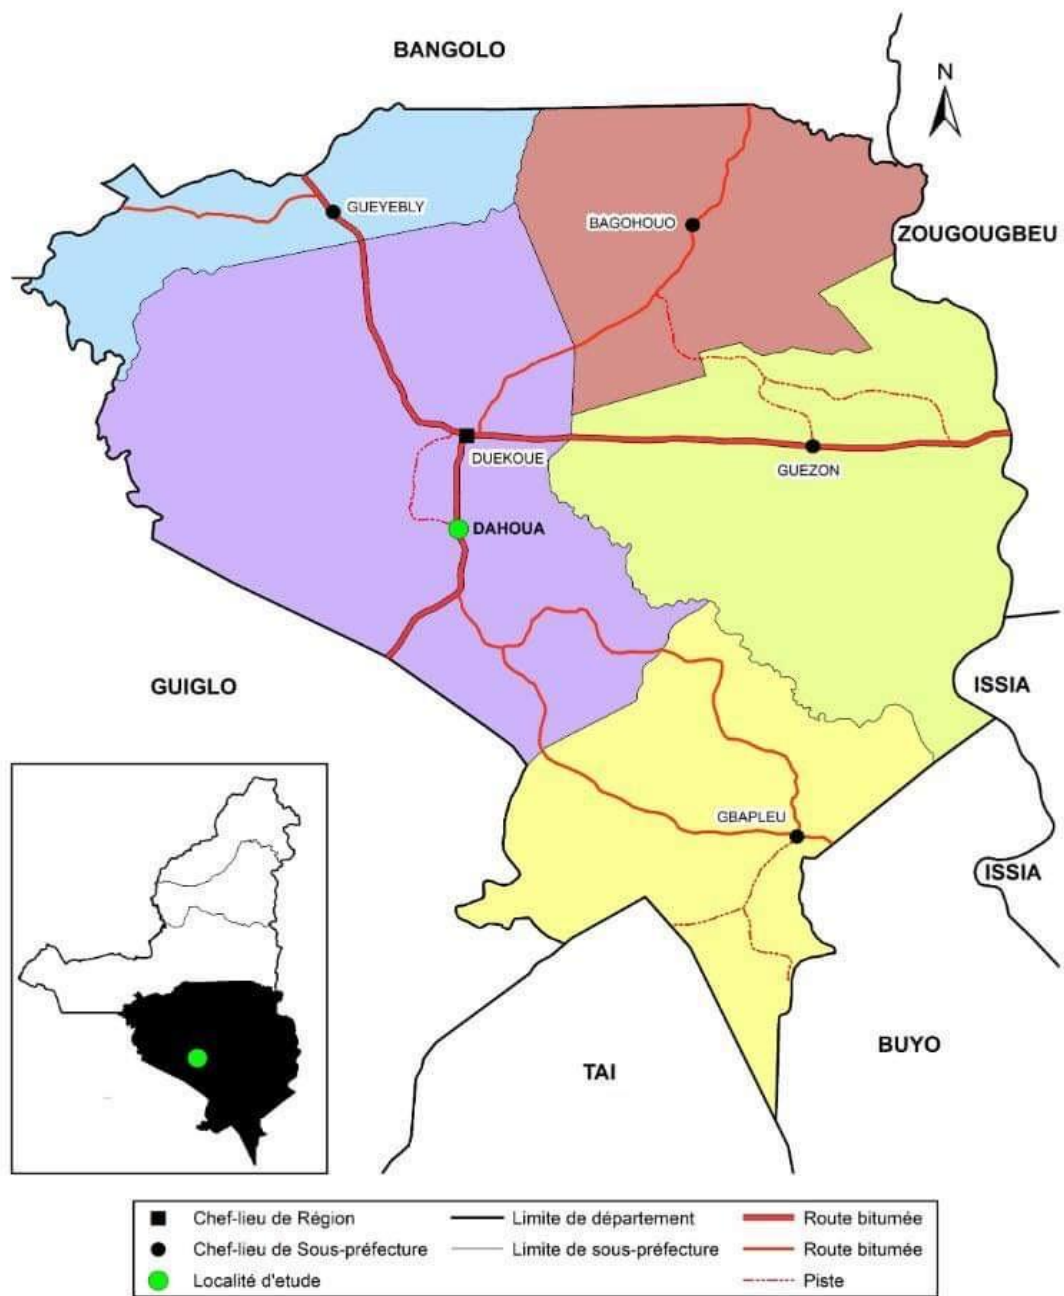 BANGOLO
N
GUEYEBLY
BAGOHOUO
ZOUGOUGBEU
DUEKOUE
GUEZON
DAHOUA
GUIGLO
ISSIA
GBAPLEU
ISSIA
BUYO
TAI
Chef-lieu de Région
Limite de département
Route bitumée
Chef-lieu de Sous-préfecture
Limite de sous-préfecture
Route bitumée
Localité d'etude
Piste